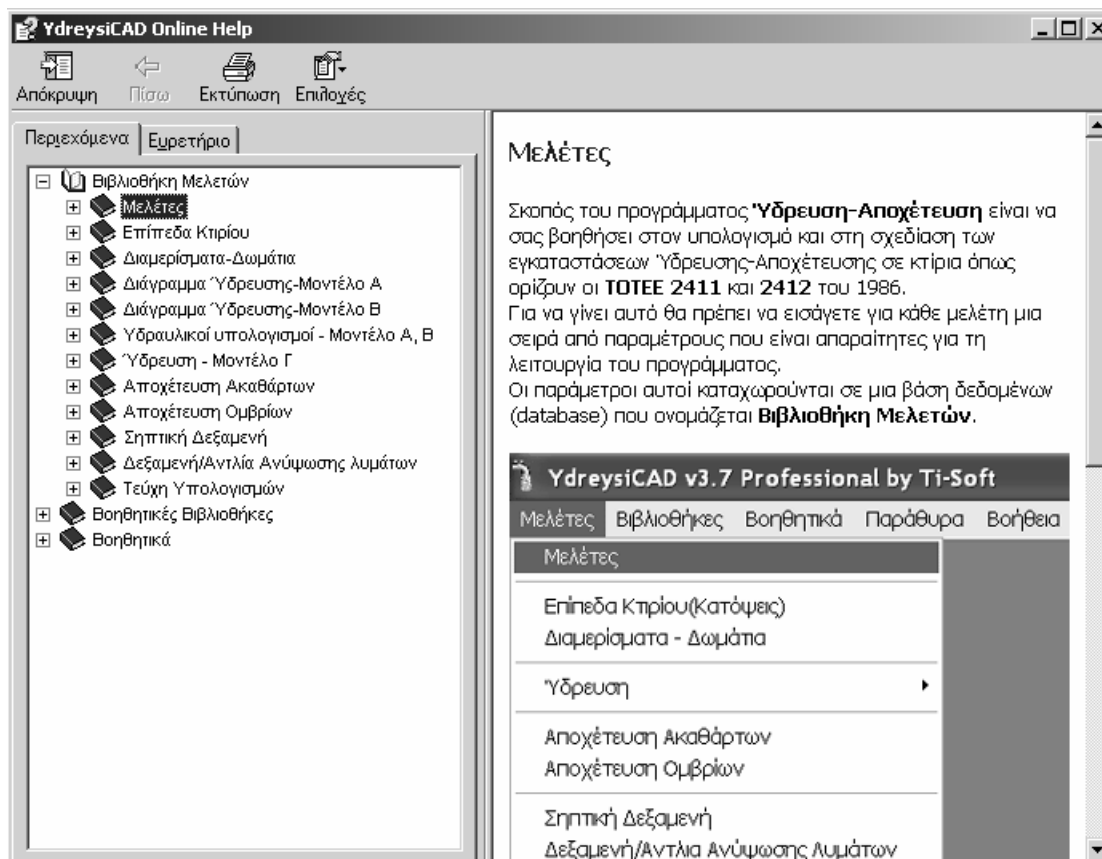 YdreysiCAD Online Help
Απόκρυψη Πίσω Εκτύπωση Επιλογές
Περιεχόμενα Ευρετήριο
Βιβλιοθήκη Μελετών
Μελέτες
Επίπεδα Κτιρίου
Διαμερίσματα-Δωμάτια
Διάγραμμα Ύδρευσης-Μοντέλο Α
Διάγραμμα Ύδρευσης-Μοντέλο Β
Υδραυλικοί υπολογισμοί - Μοντέλο Α, Β
Ύδρευση - Μοντέλο Γ
Αποχέτευση Ακαθάρτων
Αποχέτευση Ομβρίων
Σηπτική Δεξαμενή
Δεξαμενή/Αντλία Ανύψωσης λυμάτων
Τεύχη Υπολογισμών
Βοηθητικές Βιβλιοθήκες
Βοηθητικά
Μελέτες
Σκοπός του προγράμματος Ύδρευση-Αποχέτευση είναι να
σας βοηθήσει στον υπολογισμό και στη σχεδίαση των
εγκαταστάσεων Ύδρευσης-Αποχέτευσης σε κτίρια όπως
ορίζουν οι ΤΟΤΕΕ 2411 και 2412 του 1986.
Για να γίνει αυτό θα πρέπει να εισάγετε για κάθε μελέτη μια
σειρά από παραμέτρους που είναι απαραίτητες για τη
λειτουργία του προγράμματος.
Οι παράμετροι αυτοί καταχωρούνται σε μια βάση δεδομένων
(database) που ονομάζεται Βιβλιοθήκη Μελετών.
YdreysiCAD v3.7 Professional by Ti-Soft
Μελέτες Βιβλιοθήκες Βοηθητικά Παράθυρα Βοήθεια
Μελέτες
Επίπεδα Κτιρίου(Κατόψεις)
Διαμερίσματα - Δωμάτια
Ύδρευση
Αποχέτευση Ακαθάρτων
Αποχέτευση Ομβρίων
Σηπτική Δεξαμενή
Δεξαμενή/Αντλια Ανύψωσης Λυμάτων